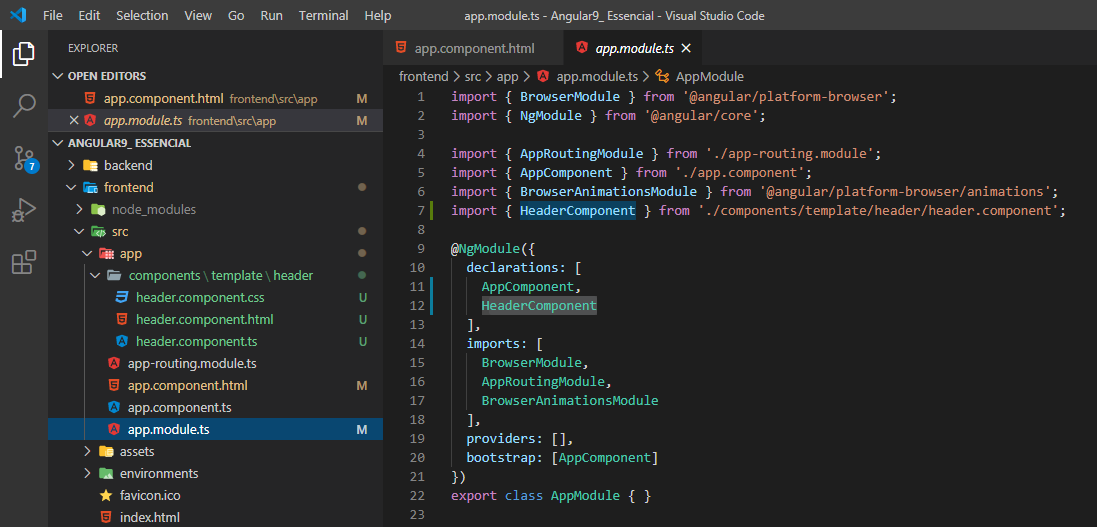 File Edit Selection View Go Run Terminal Help app.module.ts - Angular9_ Essencial - Visual Studio Code
EXPLORER
OPEN EDITORS
app.component.html frontend\src\app M
app.module.ts frontend\src\app M
ANGULAR9_ ESSENCIAL
backend
frontend
node_modules
src
app
components \ template \ header
header.component.css U
header.component.html U
header.component.ts U
app-routing.module.ts
app.component.html M
app.component.ts
app.module.ts M
assets
environments
favicon.ico
index.html
7
app.component.html app.module.ts
frontend > src > app > app.module.ts > AppModule
1 import { BrowserModule } from '@angular/platform-browser';
2 import { NgModule } from '@angular/core';
3
4 import { AppRoutingModule } from './app-routing.module';
5 import { AppComponent } from './app.component';
6 import { BrowserAnimationsModule } from '@angular/platform-browser/animations';
7 import { HeaderComponent } from './components/template/header/header.component';
8
9 @NgModule({
10 declarations: [
11 AppComponent,
12 HeaderComponent
13 ],
14 imports: [
15 BrowserModule,
16 AppRoutingModule,
17 BrowserAnimationsModule
18 ],
19 providers: [],
20 bootstrap: [AppComponent]
21 })
22 export class AppModule { }
23